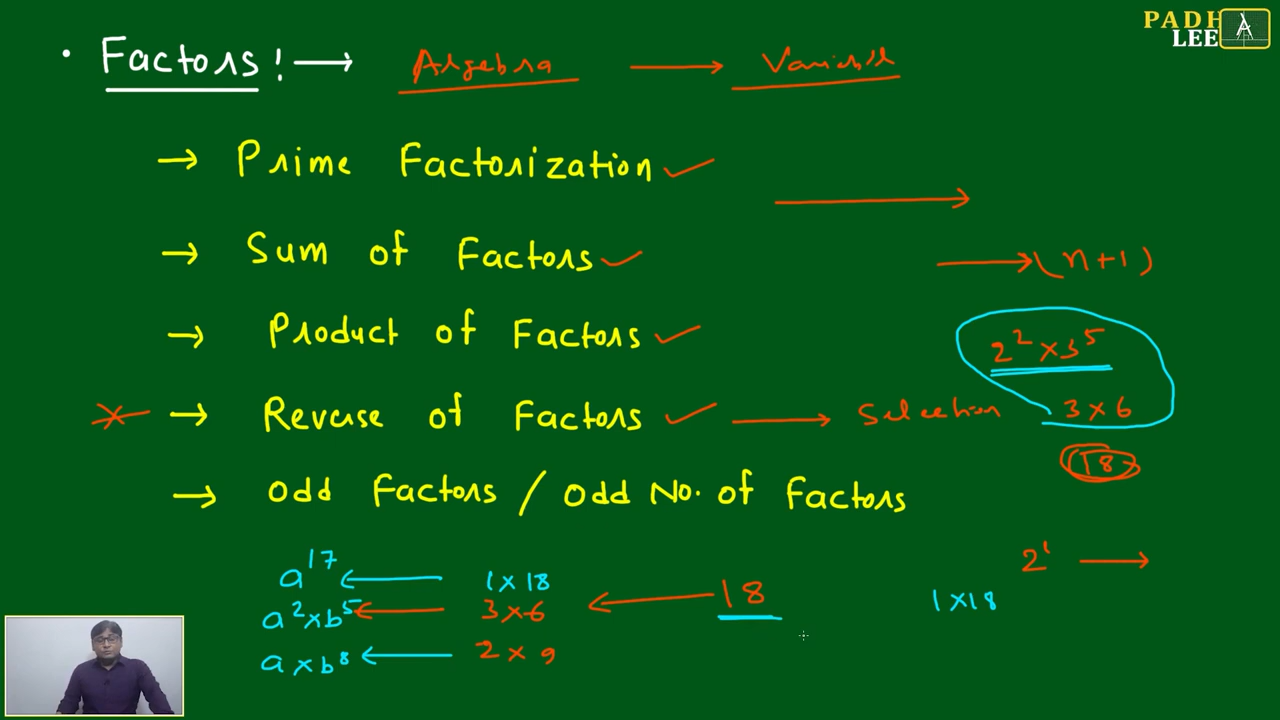 PADH
LEE
• Factors! → Algebra → Variable
→ Prime Factorization ✓
→ Sum of Factors ✓
→ (n+1)
→ Product of Factors ✓
2² × 3⁵
→ Reverse of Factors ✓ → Selection
3 × 6
18
→ Odd Factors / Odd No. of Factors
2¹ →
a¹⁷ ← 1 × 18
a² × b⁵ ← 3 × 6 ← 18
1 × 18
a × b⁸ ← 2 × 9